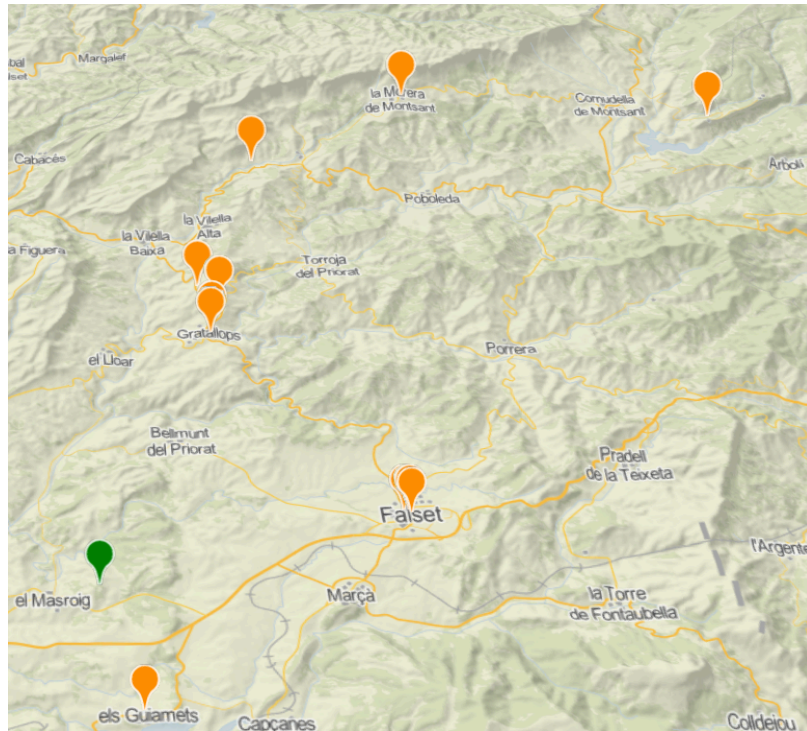 Margalef
la Morera
de Montsant
Cornudella
de Montsant
Cabacés
Arbolí
Poboleda
la Vilella
Alta
la Vilella
Baixa
a Figuera
Torroja
del Priorat
Gratallops
el Lloar
Porrera
Bellmunt
del Priorat
Pradell
de la Teixeta
Falset
l'Argente
el Masroig
Marçà
la Torre
de Fontaubella
els Guiamets
Capçanes
Colldejou